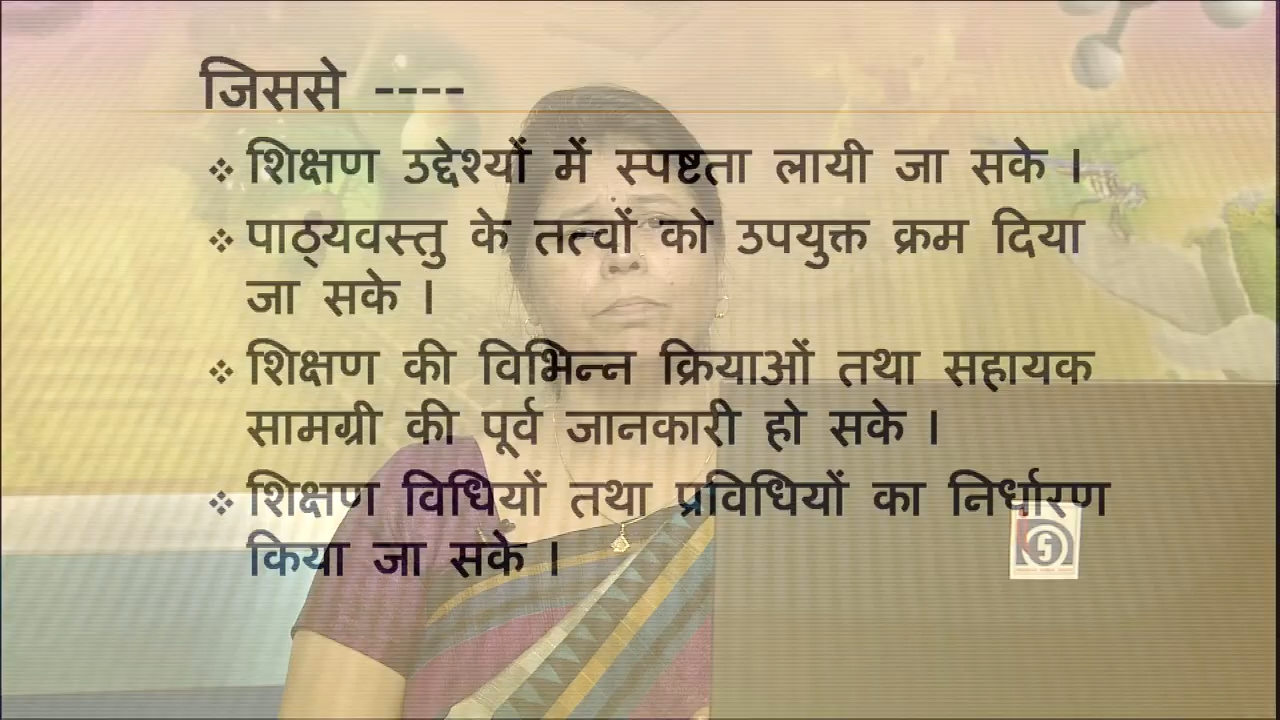 जिससे ----
❖ शिक्षण उद्देश्यों में स्पष्टता लायी जा सके ।
❖ पाठ्यवस्तु के तत्वों को उपयुक्त क्रम दिया
जा सके ।
❖ शिक्षण की विभिन्न क्रियाओं तथा सहायक
सामग्री की पूर्व जानकारी हो सके ।
❖ शिक्षण विधियों तथा प्रविधियों का निर्धारण
किया जा सके ।